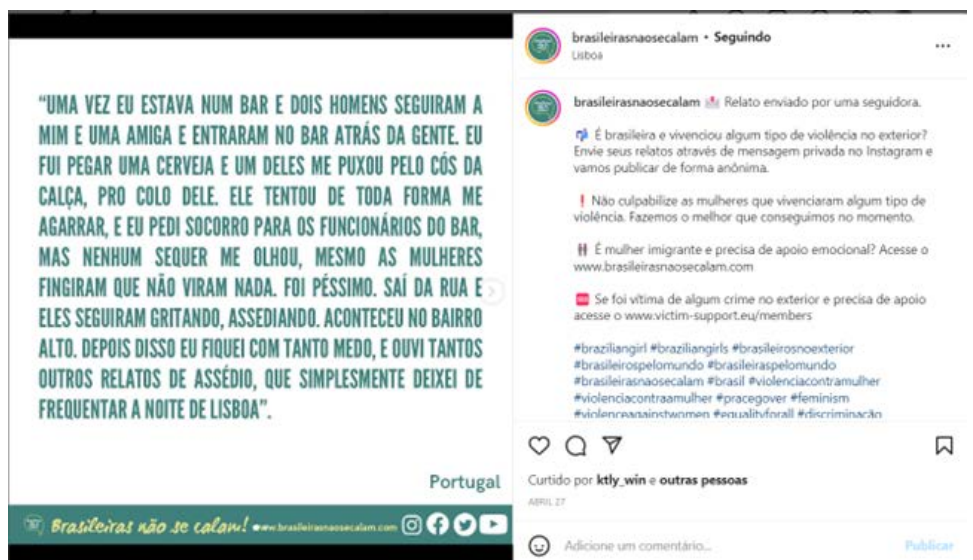 “UMA VEZ EU ESTAVA NUM BAR E DOIS HOMENS SEGUIRAM A
MIM E UMA AMIGA E ENTRARAM NO BAR ATRÁS DA GENTE. EU
FUI PEGAR UMA CERVEJA E UM DELES ME PUXOU PELO CÓS DA
CALÇA, PRO COLO DELE. ELE TENTOU DE TODA FORMA ME
AGARRAR, E EU PEDI SOCORRO PARA OS FUNCIONÁRIOS DO BAR,
MAS NENHUM SEQUER ME OLHOU, MESMO AS MULHERES
FINGIRAM QUE NÃO VIRAM NADA. FOI PÉSSIMO. SAÍ DA RUA E
ELES SEGUIRAM GRITANDO, ASSEDIANDO. ACONTECEU NO BAIRRO
ALTO. DEPOIS DISSO EU FIQUEI COM TANTO MEDO, E OUVI TANTOS
OUTROS RELATOS DE ASSÉDIO, QUE SIMPLESMENTE DEIXEI DE
FREQUENTAR A NOITE DE LISBOA”.
Portugal
Brasileiras não se calam! www.brasileirasnaosecalam.com
brasileirasnaosecalam • Seguindo
Lisboa
brasileirasnaosecalam 📩 Relato enviado por uma seguidora.
📬 É brasileira e vivenciou algum tipo de violência no exterior?
Envie seus relatos através de mensagem privada no Instagram e
vamos publicar de forma anônima.
❗ Não culpabilize as mulheres que vivenciaram algum tipo de
violência. Fazemos o melhor que conseguimos no momento.
👭 É mulher imigrante e precisa de apoio emocional? Acesse o
www.brasileirasnaosecalam.com
🆘 Se foi vítima de algum crime no exterior e precisa de apoio
acesse o www.victim-support.eu/members
#braziliangirl #braziliangirls #brasileirosnoexterior
#brasileirospelomundo #brasileiraspelomundo
#brasileirasnaosecalam #brasil #violenciacontramulher
#violenciacontraamulher #pracegover #feminism
#violenceagainstwomen #equalityforall #discriminação
Curtido por ktly_win e outras pessoas
ABRIL 27
Adicione um comentário... Publicar